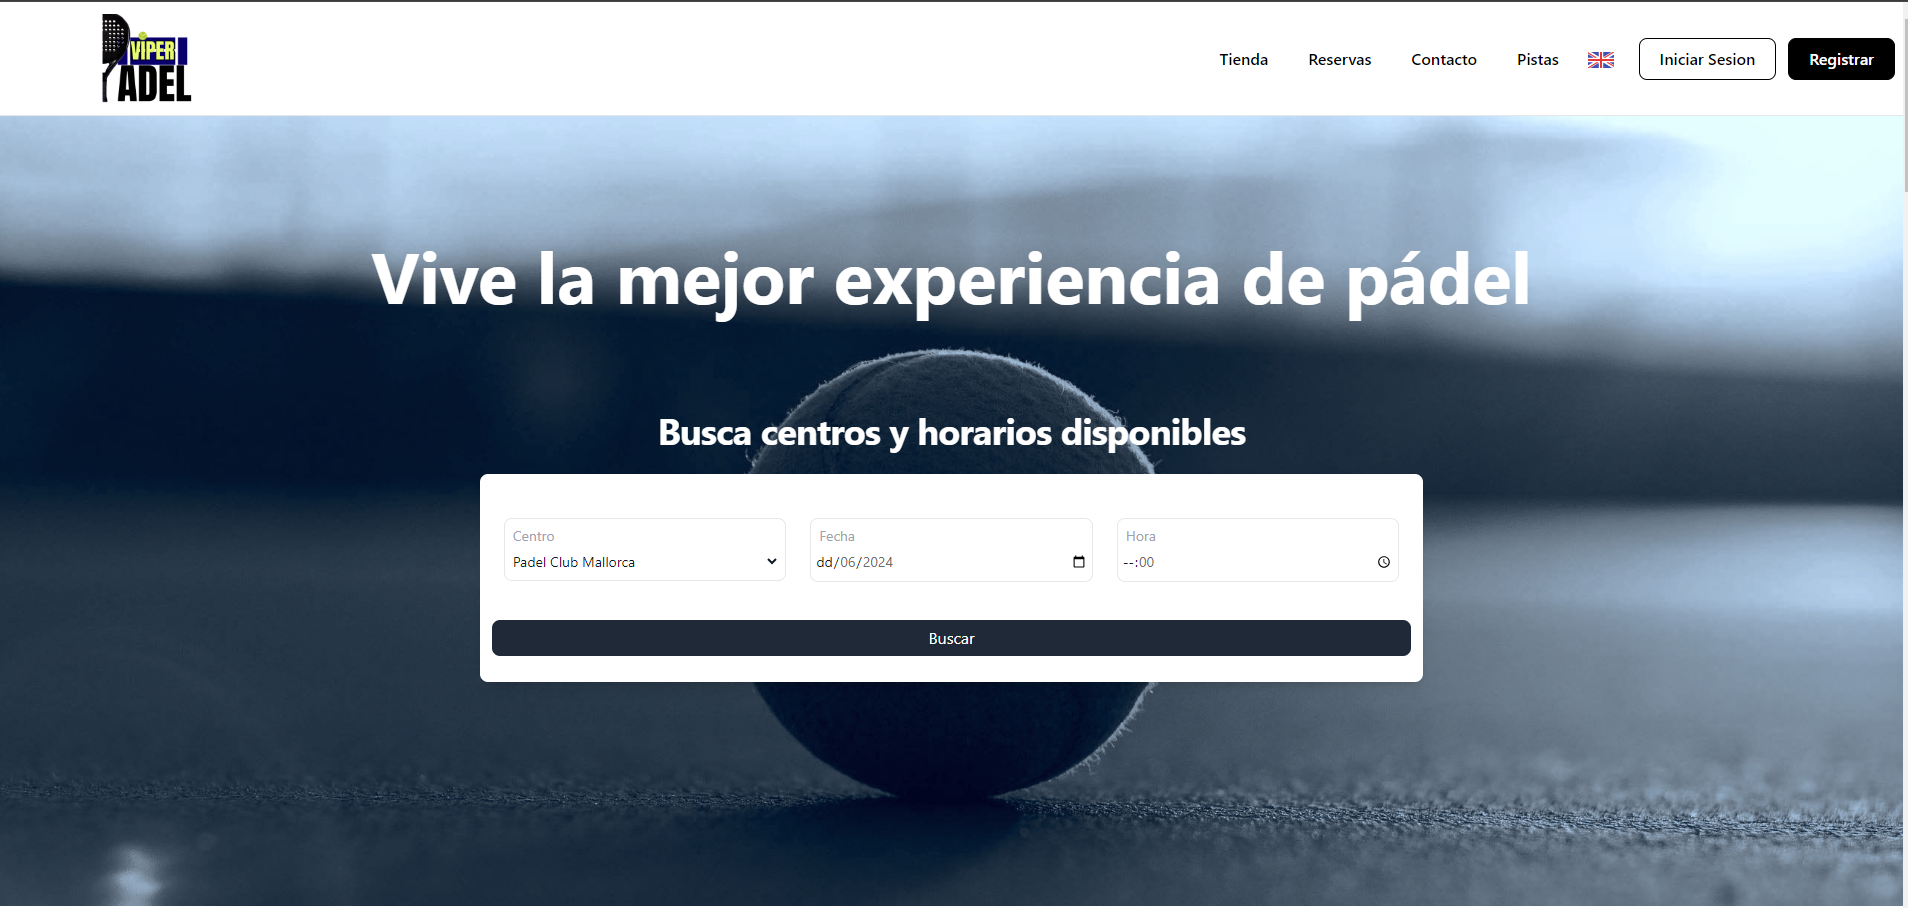 VIPER
PADEL
Tienda
Reservas
Contacto
Pistas
Iniciar Sesion
Registrar
Vive la mejor experiencia de pádel
Busca centros y horarios disponibles
Centro
Padel Club Mallorca
Fecha
dd/06/2024
Hora
--:00
Buscar